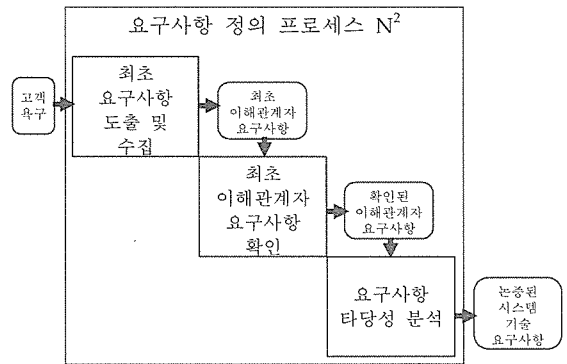 요구사항 정의 프로세스 N²
고객
욕구
최초
요구사항
도출 및
수집
최초
이해관계자
요구사항
최초
이해관계자
요구사항
확인
확인된
이해관계자
요구사항
요구사항
타당성 분석
논증된
시스템
기술
요구사항